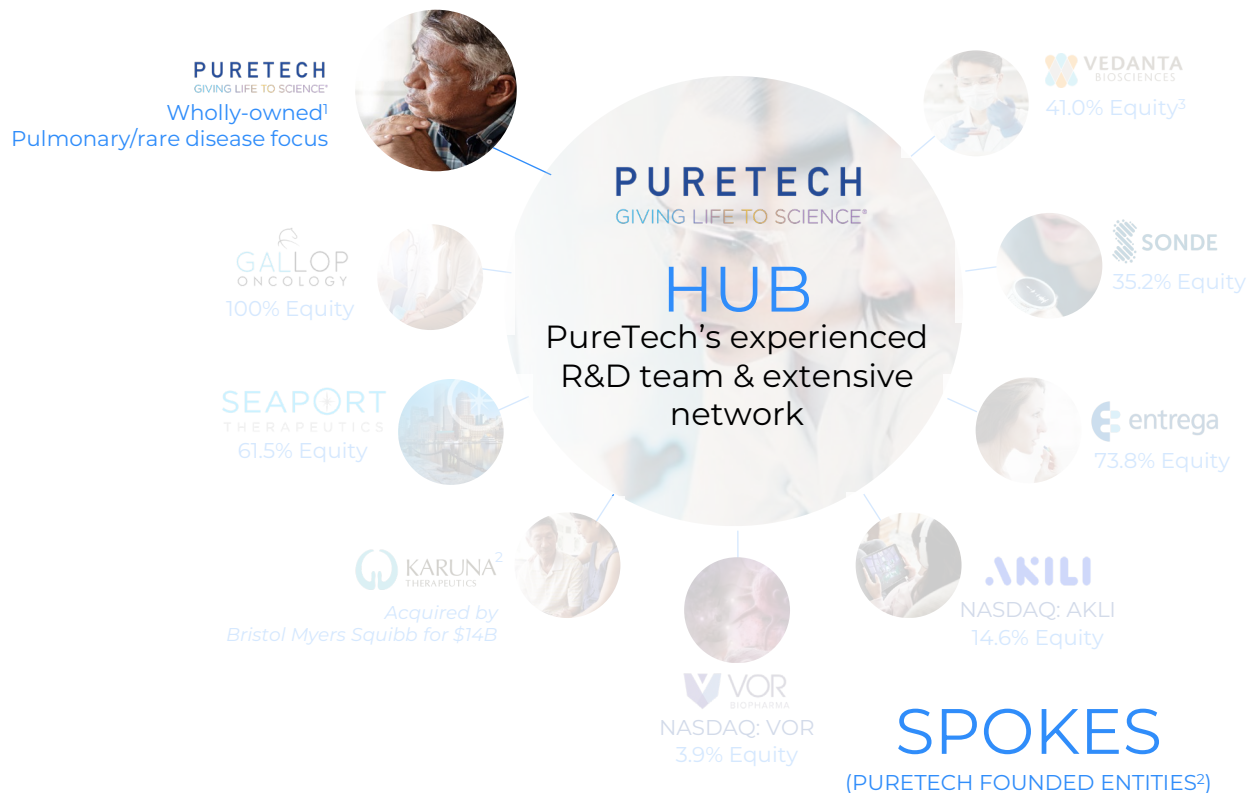 PURETECH
GIVING LIFE TO SCIENCE®
Wholly-owned¹
Pulmonary/rare disease focus
GALLOP
ONCOLOGY
100% Equity
SEAPORT
THERAPEUTICS
61.5% Equity
KARUNA²
THERAPEUTICS
Acquired by
Bristol Myers Squibb for $14B
PURETECH
GIVING LIFE TO SCIENCE®
HUB
PureTech’s experienced
R&D team & extensive
network
VEDANTA
BIOSCIENCES
41.0% Equity³
SONDE
35.2% Equity
entrega
73.8% Equity
AKILI
NASDAQ: AKLI
14.6% Equity
VOR
BIOPHARMA
NASDAQ: VOR
3.9% Equity
SPOKES
(PURETECH FOUNDED ENTITIES²)